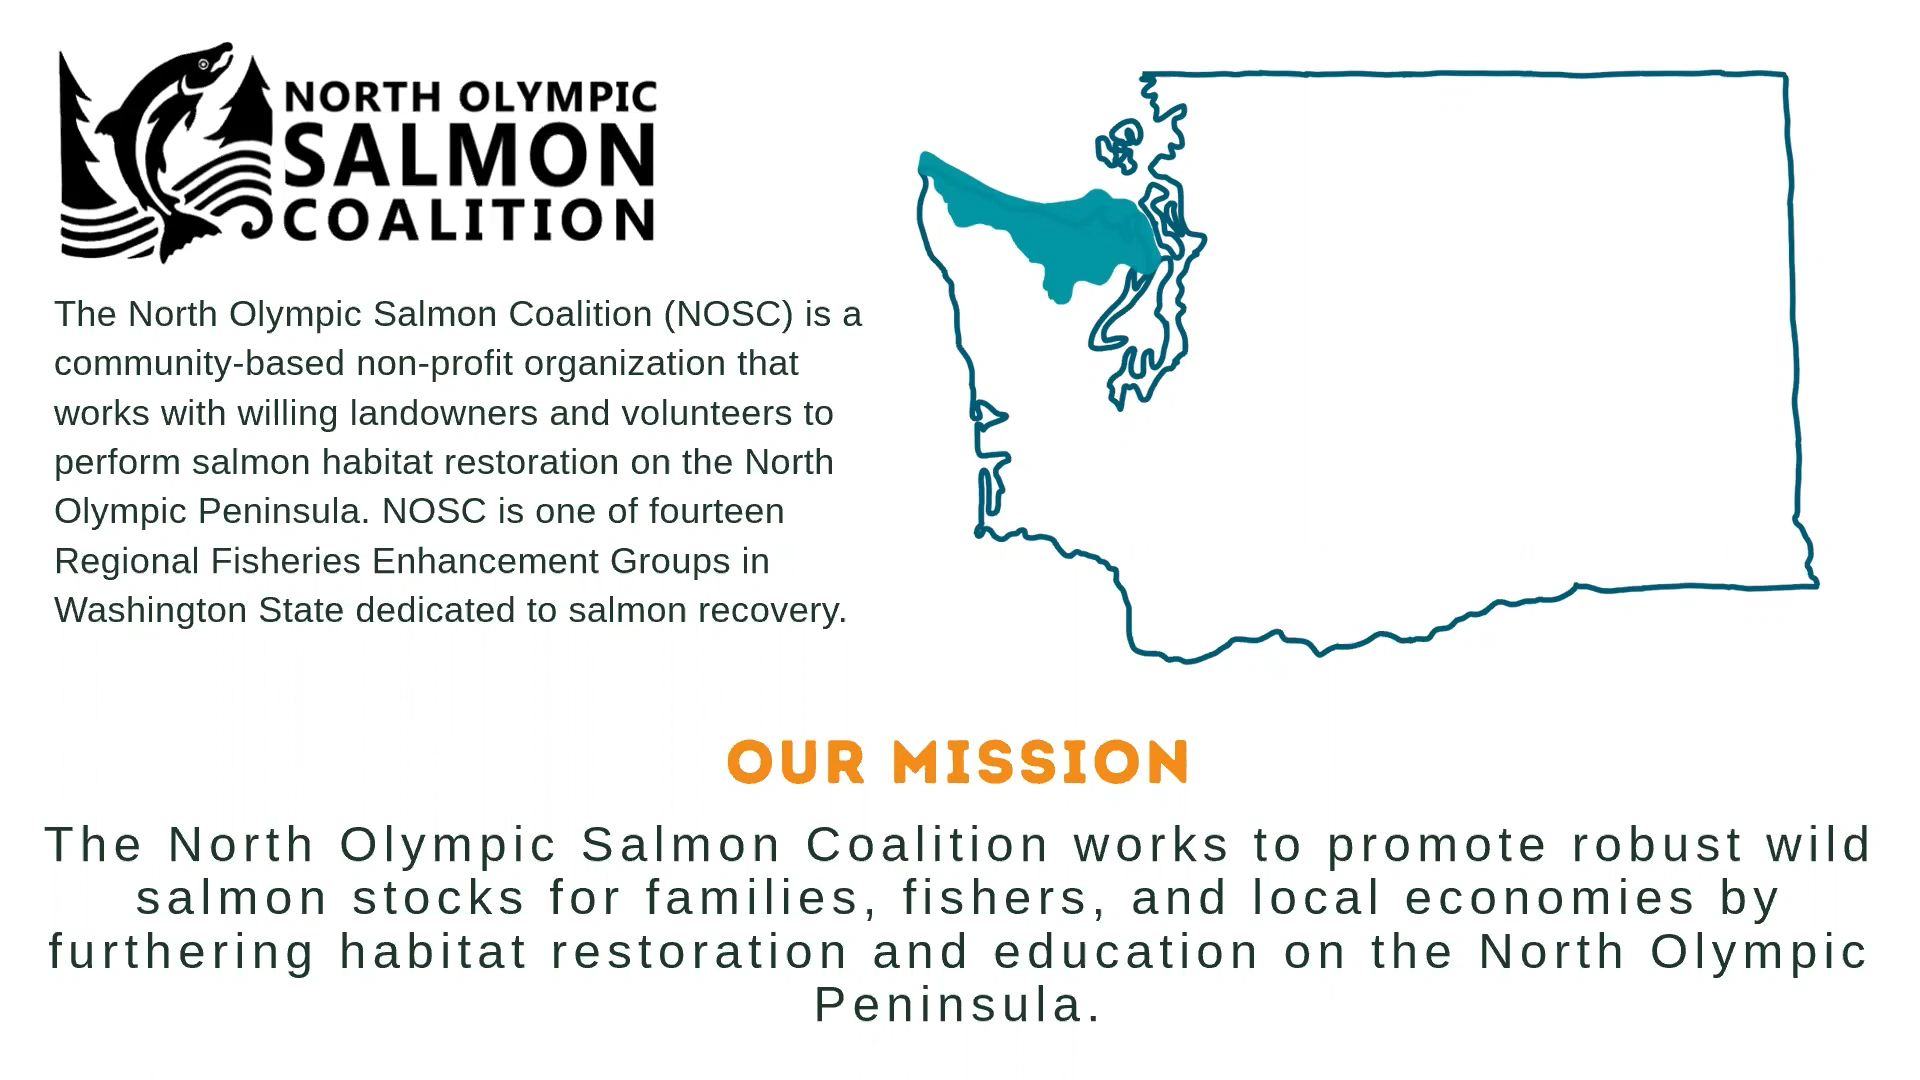 NORTH OLYMPIC
SALMON
COALITION
The North Olympic Salmon Coalition (NOSC) is a
community-based non-profit organization that
works with willing landowners and volunteers to
perform salmon habitat restoration on the North
Olympic Peninsula. NOSC is one of fourteen
Regional Fisheries Enhancement Groups in
Washington State dedicated to salmon recovery.
OUR MISSION
The North Olympic Salmon Coalition works to promote robust wild
salmon stocks for families, fishers, and local economies by
furthering habitat restoration and education on the North Olympic
Peninsula.